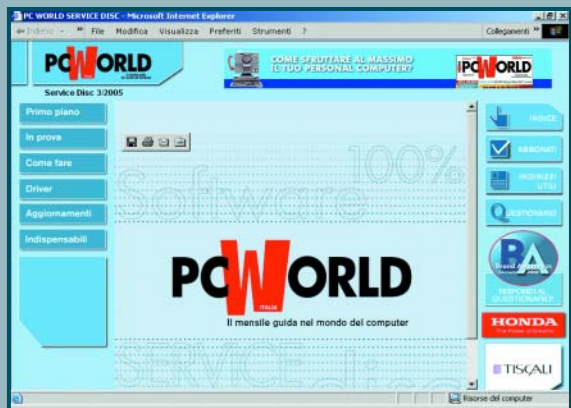 PC WORLD SERVICE DISC - Microsoft Internet Explorer
Indietro
File Modifica Visualizza Preferiti Strumenti ?
Collegamenti
PCWORLD
COME SFRUTTARE AL MASSIMO
IL TUO PERSONAL COMPUTER?
PCWORLD
Service Disc 3/2005
Primo piano
In prova
Come fare
Driver
Aggiornamenti
Indispensabili
100%
Software
PCWORLD
ITALIA
Il mensile guida nel mondo del computer
SERVICE
disc
INDICE
ABBONATI
INDIRIZZI
UTILI
QUESTIONARIO
BA
RISPONDI AL
QUESTIONARIO!
HONDA
The Power of Dreams
TISCALI
Risorse del computer